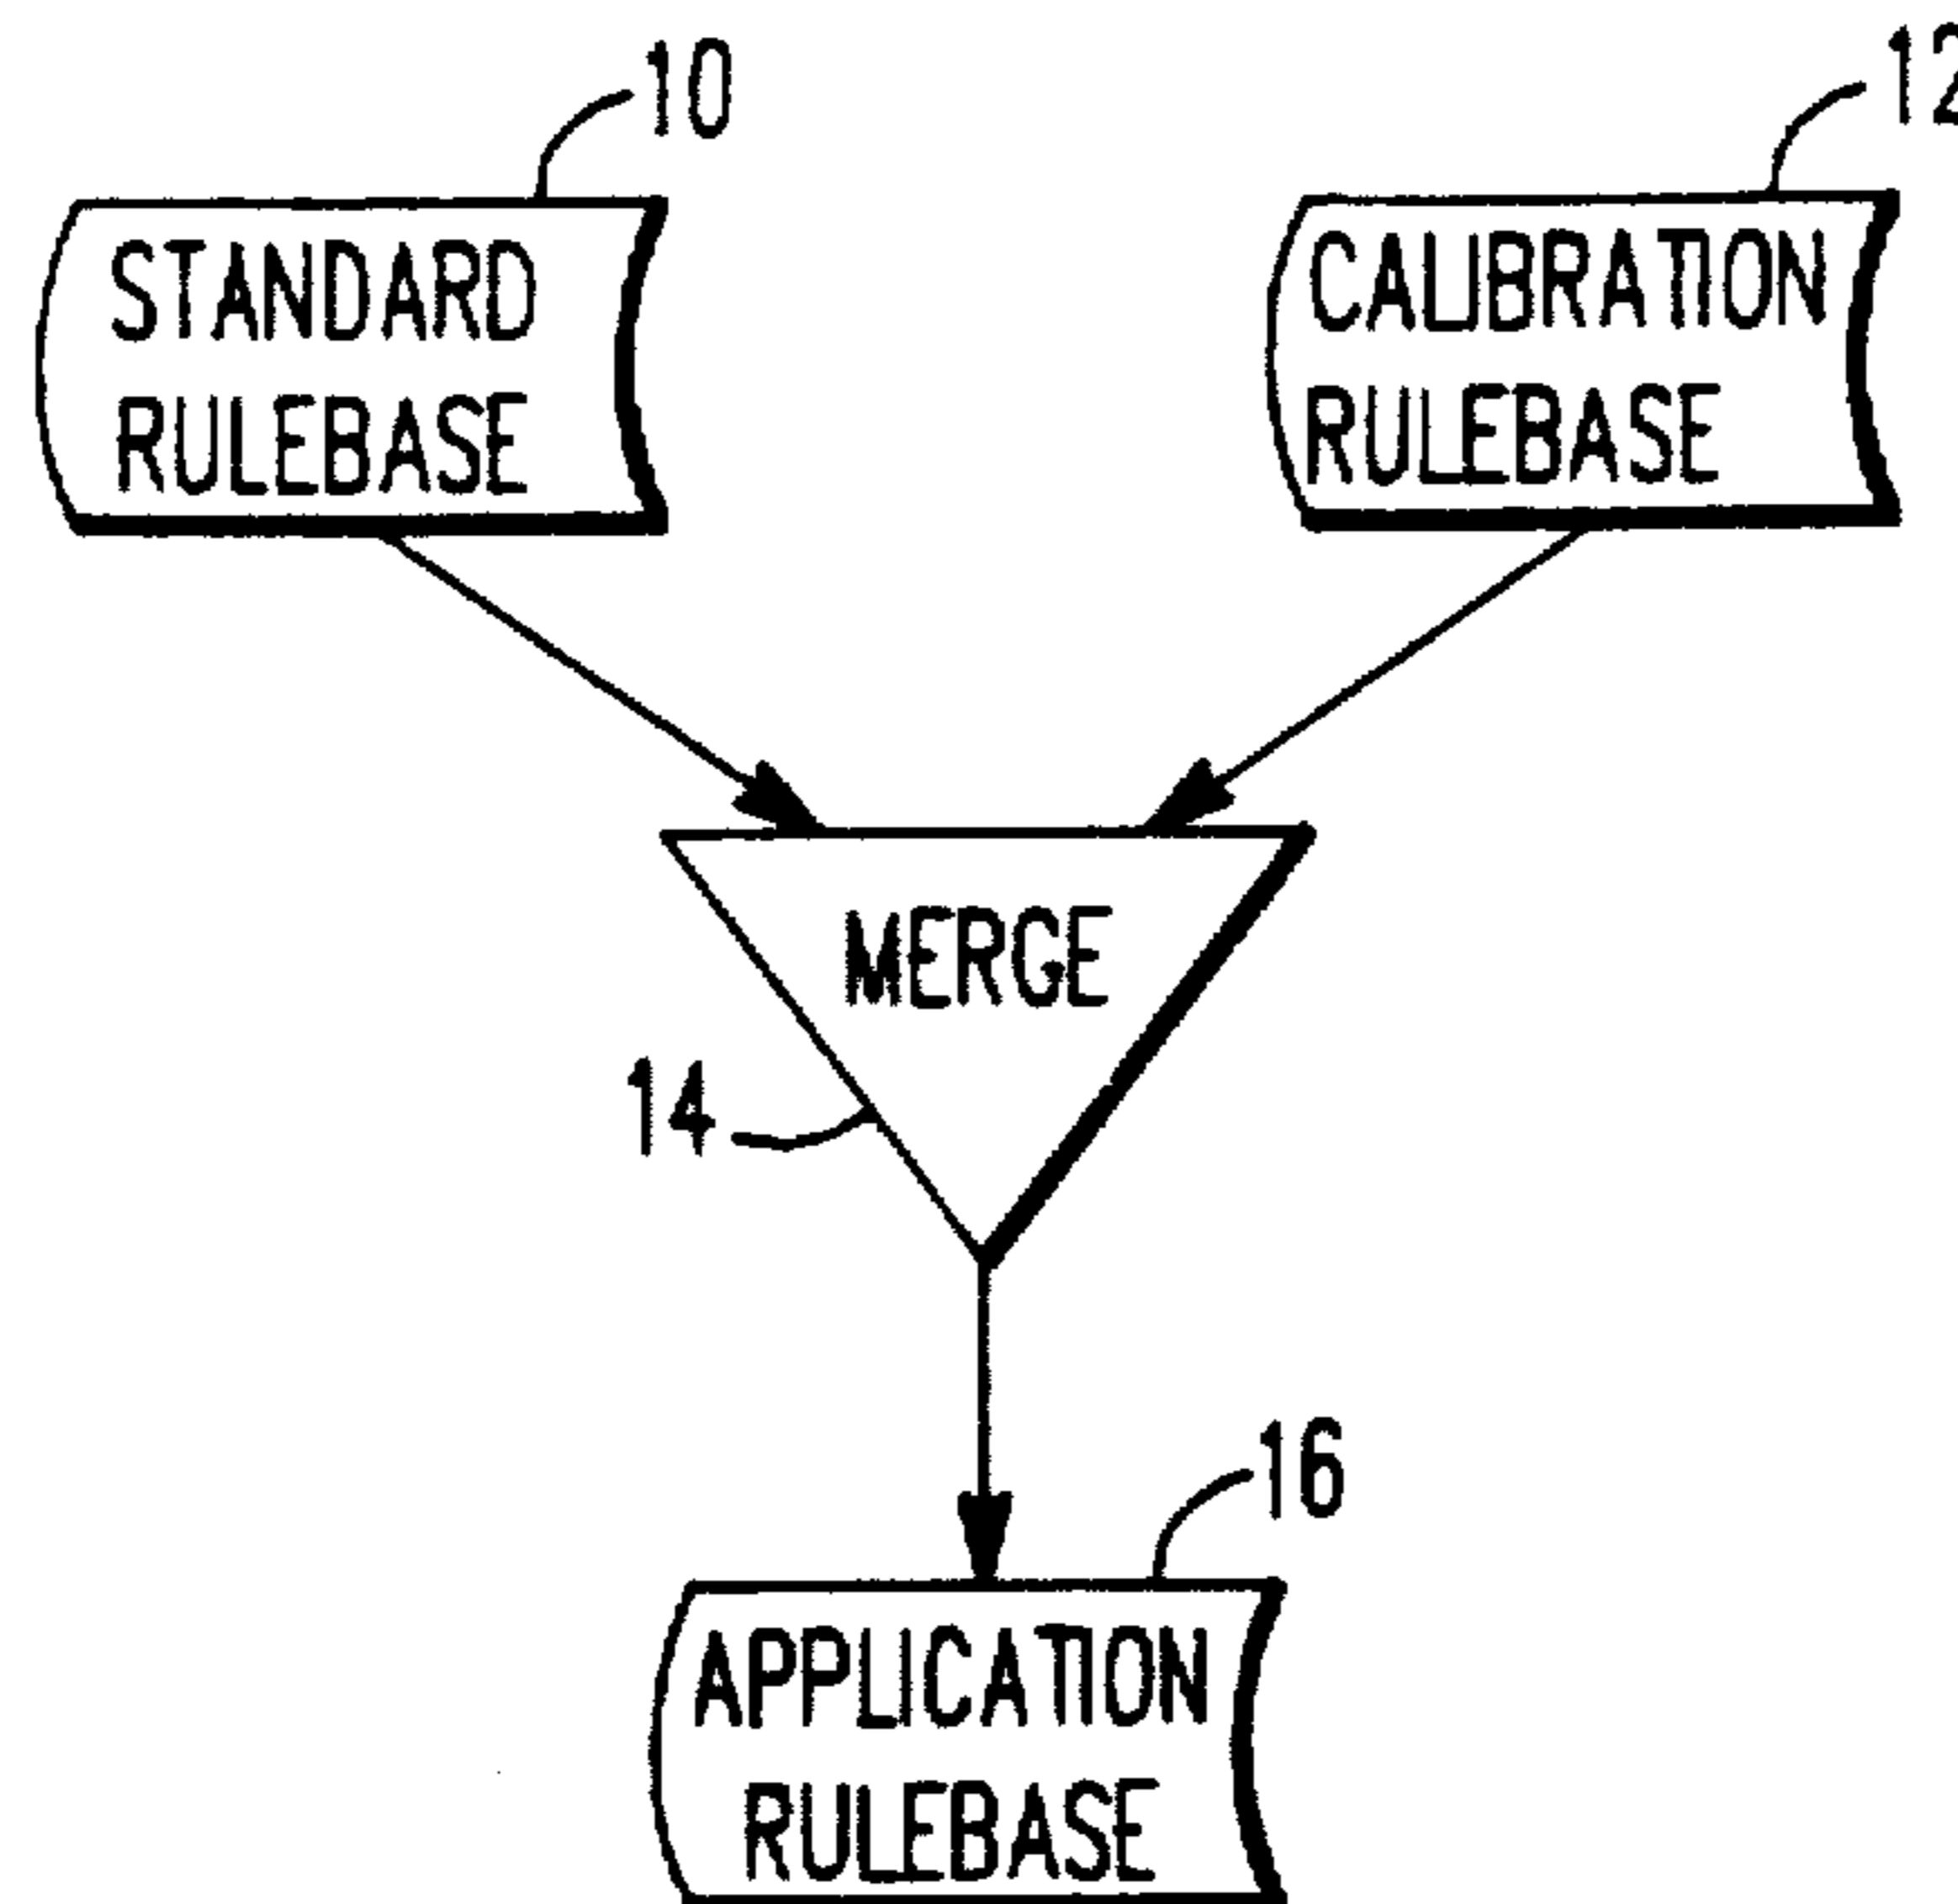 10
12
STANDARD
RULEBASE
CALIBRATION
RULEBASE
MERGE
14
16
APPLICATION
RULEBASE